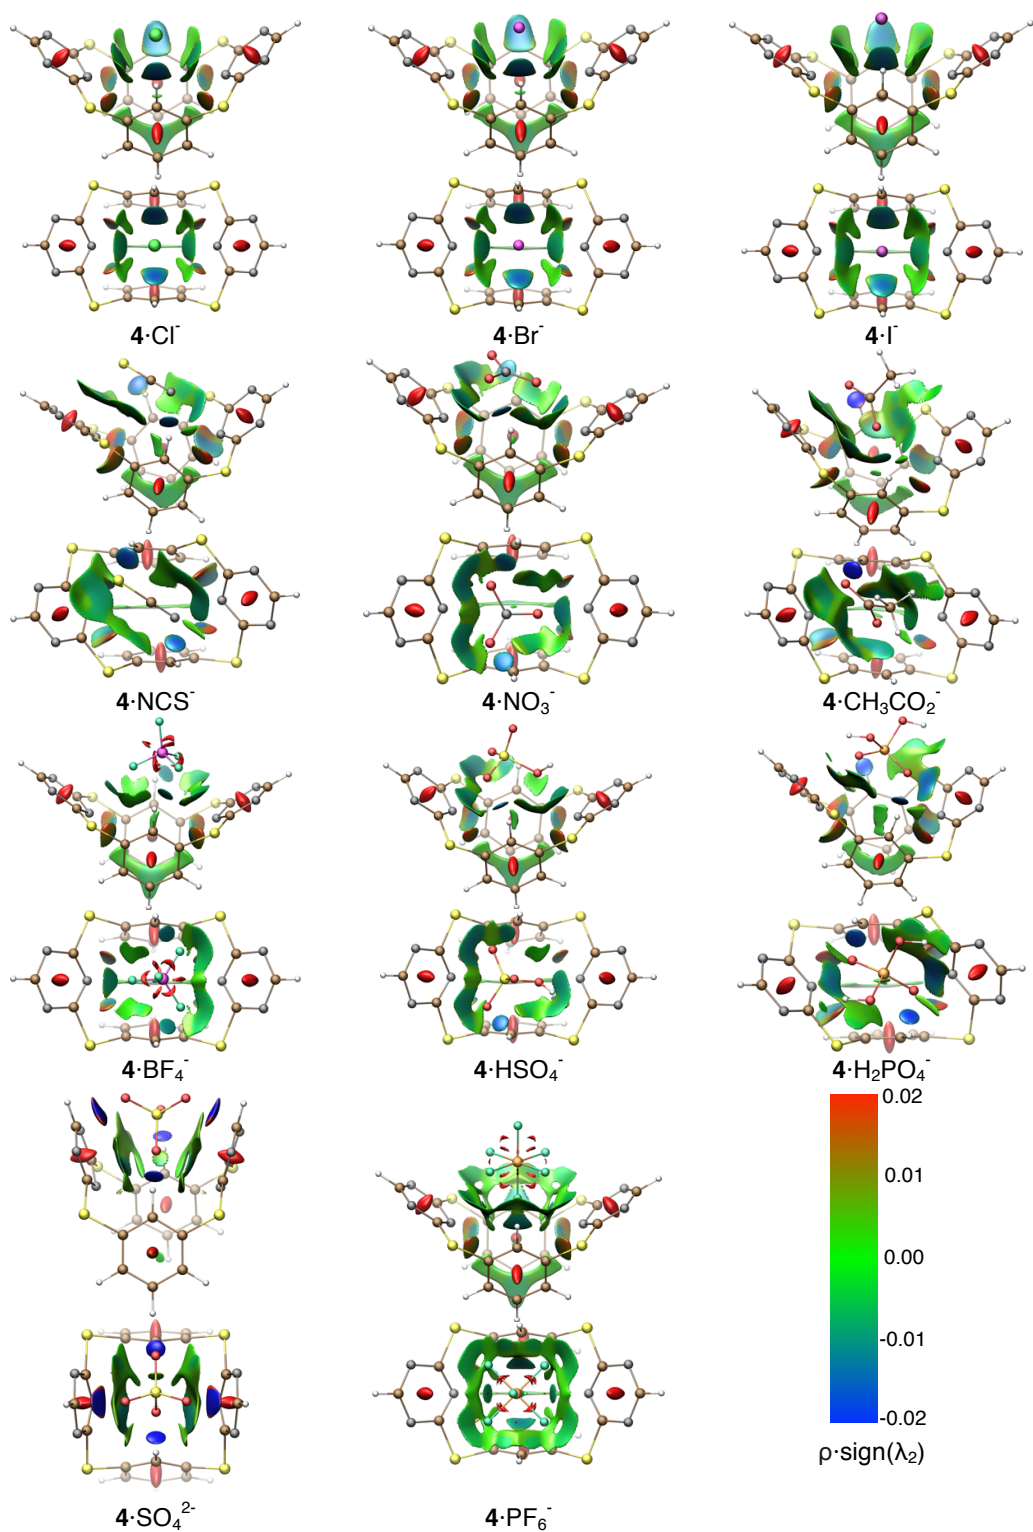 4·Cl⁻
4·Br⁻
4·I⁻
4·NCS⁻
4·NO₃⁻
4·CH₃CO₂⁻
4·BF₄⁻
4·HSO₄⁻
4·H₂PO₄⁻
0.02
0.01
0.00
-0.01
-0.02
ρ·sign(λ₂)
4·SO₄²⁻
4·PF₆⁻